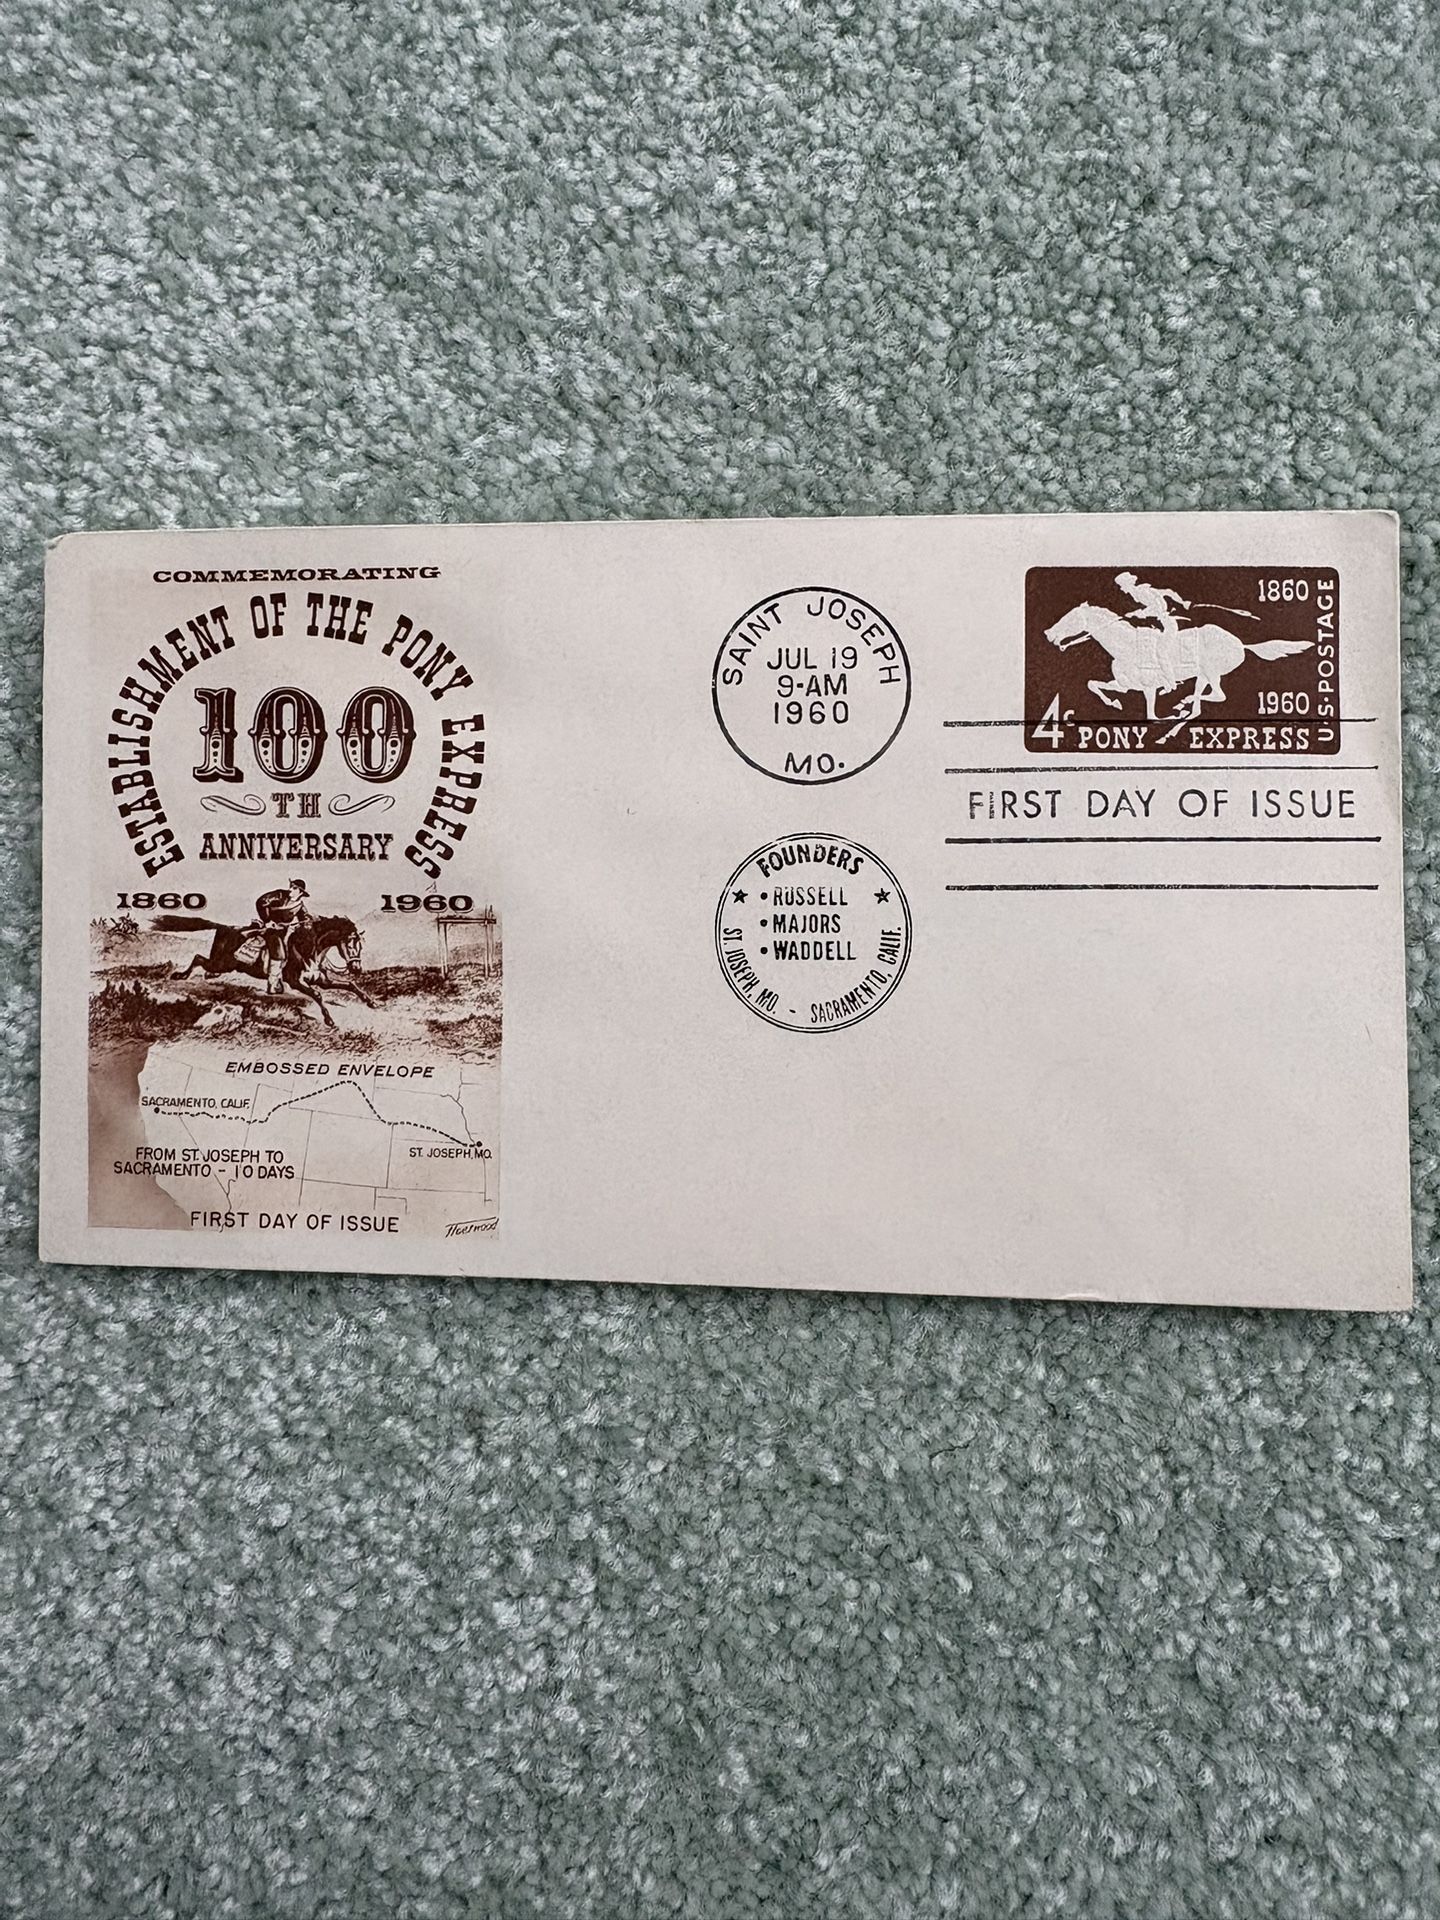 COMMEMORATING
ESTABLISHMENT OF THE PONY EXPRESS
100
TH
ANNIVERSARY
1860 1960
EMBOSSED ENVELOPE
SACRAMENTO, CALIF.
ST. JOSEPH, MO.
FROM ST. JOSEPH TO
SACRAMENTO - 10 DAYS
FIRST DAY OF ISSUE
SAINT JOSEPH
JUL 19
9-AM
1960
MO.
FOUNDERS
• RUSSELL
• MAJORS
• WADDELL
ST. JOSEPH, MO. - SACRAMENTO, CALIF.
1860
1960
U.S. POSTAGE
4c PONY EXPRESS
FIRST DAY OF ISSUE